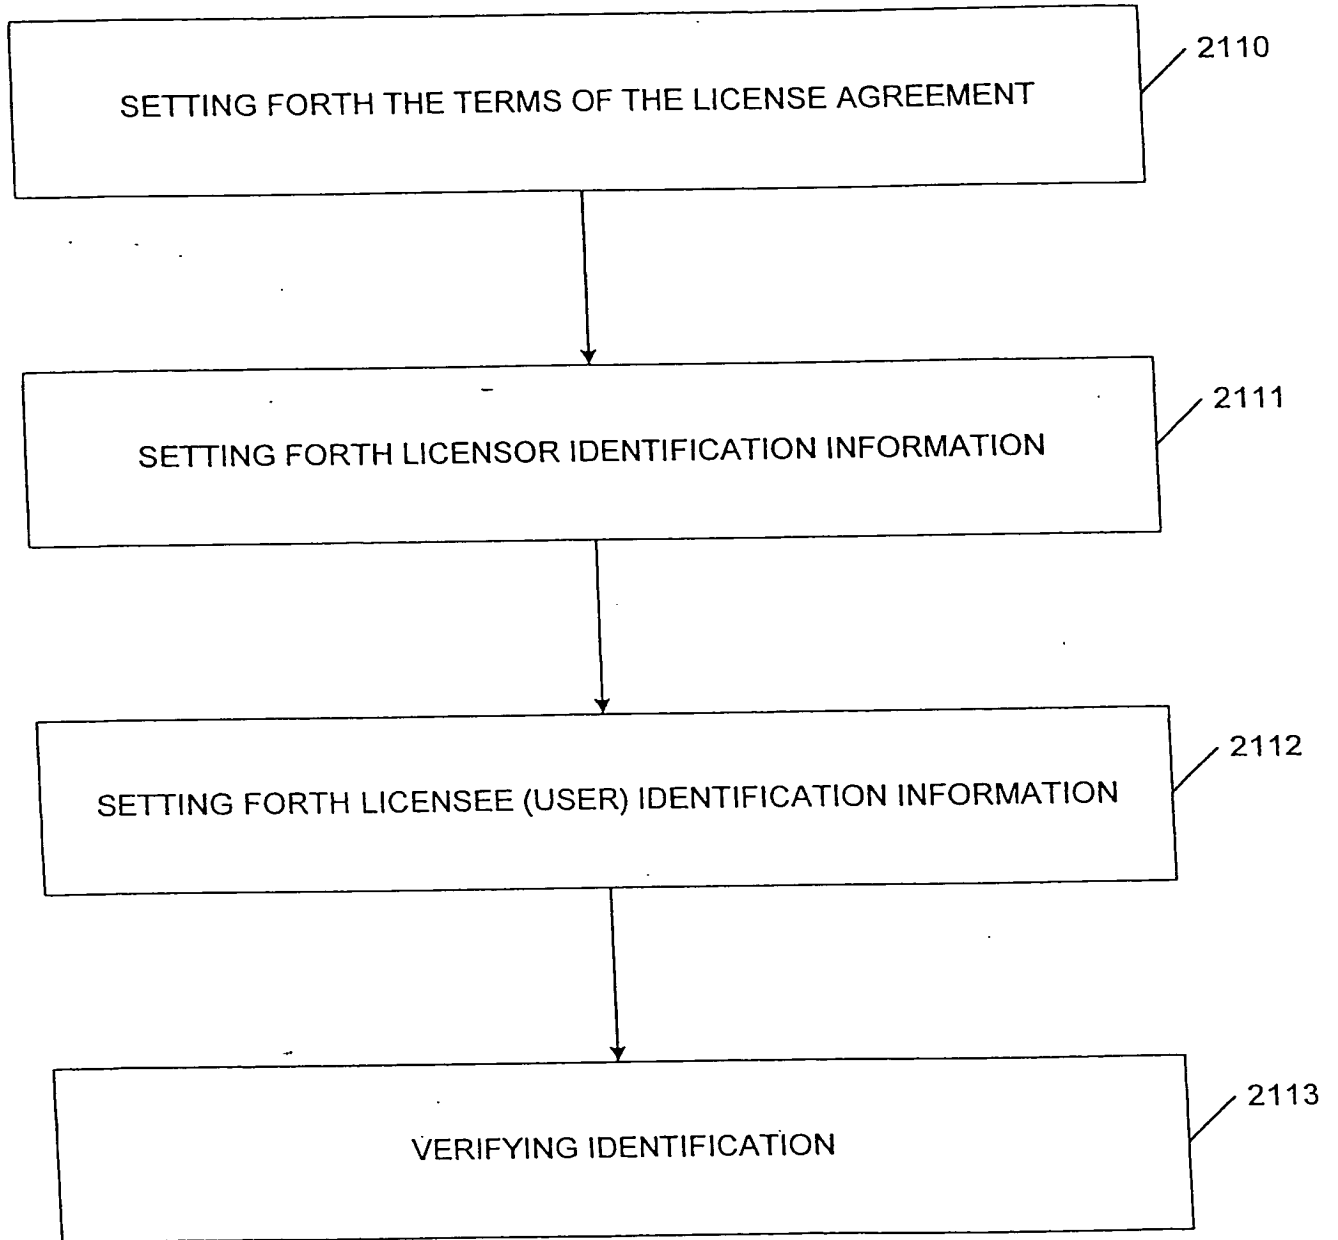 2110
SETTING FORTH THE TERMS OF THE LICENSE AGREEMENT
2111
SETTING FORTH LICENSOR IDENTIFICATION INFORMATION
2112
SETTING FORTH LICENSEE (USER) IDENTIFICATION INFORMATION
2113
VERIFYING IDENTIFICATION